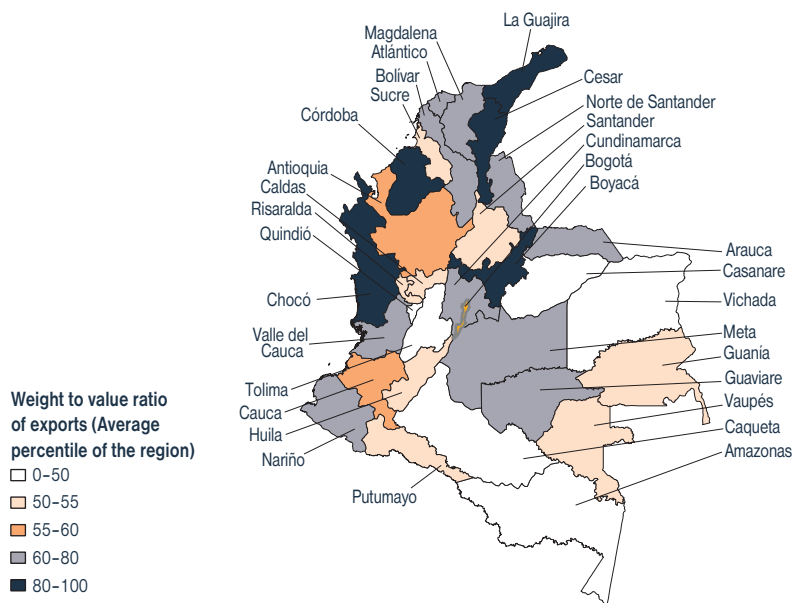 La Guajira
Magdalena
Atlántico
Bolívar
Sucre
Cesar
Norte de Santander
Santander
Cundinamarca
Bogotá
Boyacá
Córdoba
Antioquia
Caldas
Risaralda
Quindió
Arauca
Casanare
Vichada
Chocó
Valle del
Cauca
Meta
Guanía
Guaviare
Vaupés
Caqueta
Amazonas
Tolima
Cauca
Huila
Nariño
Putumayo
Weight to value ratio
of exports (Average
percentile of the region)
0–50
50–55
55–60
60–80
80–100